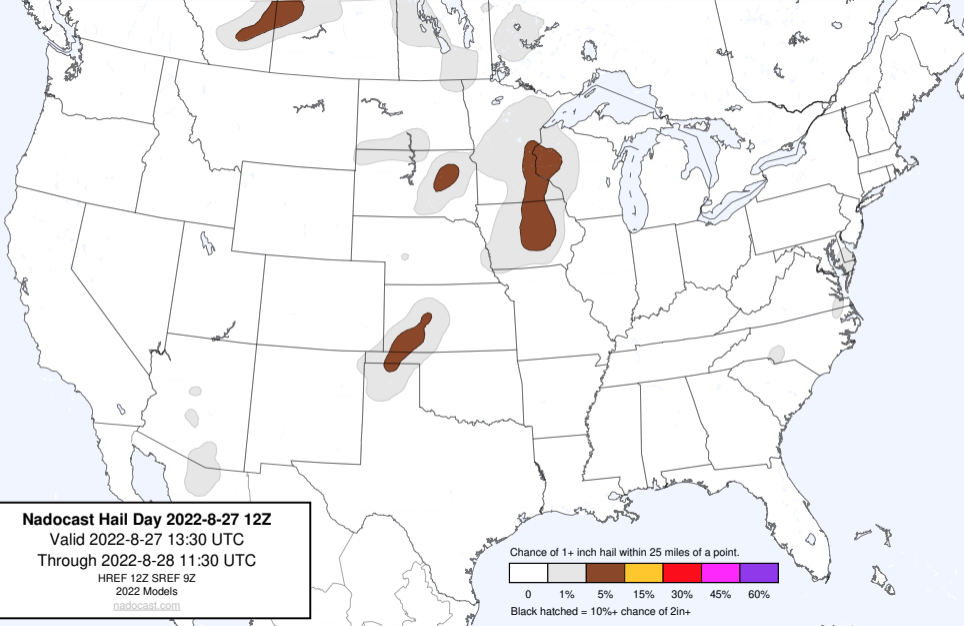 Nadocast Hail Day 2022-8-27 12Z
Valid 2022-8-27 13:30 UTC
Through 2022-8-28 11:30 UTC
HREF 12Z SREF 9Z
2022 Models
nadocast.com
Chance of 1+ inch hail within 25 miles of a point.
0 1% 5% 15% 30% 45% 60%
Black hatched = 10%+ chance of 2in+